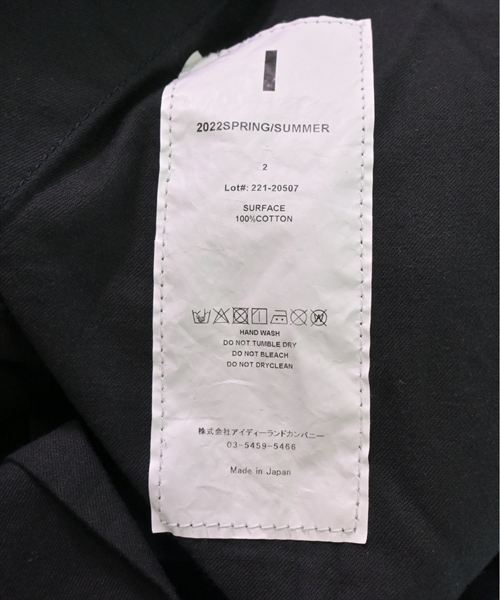 2022SPRING/SUMMER
2
Lot#: 221-20507
SURFACE
100%COTTON
HAND WASH
DO NOT TUMBLE DRY
DO NOT BLEACH
DO NOT DRYCLEAN
株式会社アイディーランドカンパニー
03-5459-5466
Made in Japan